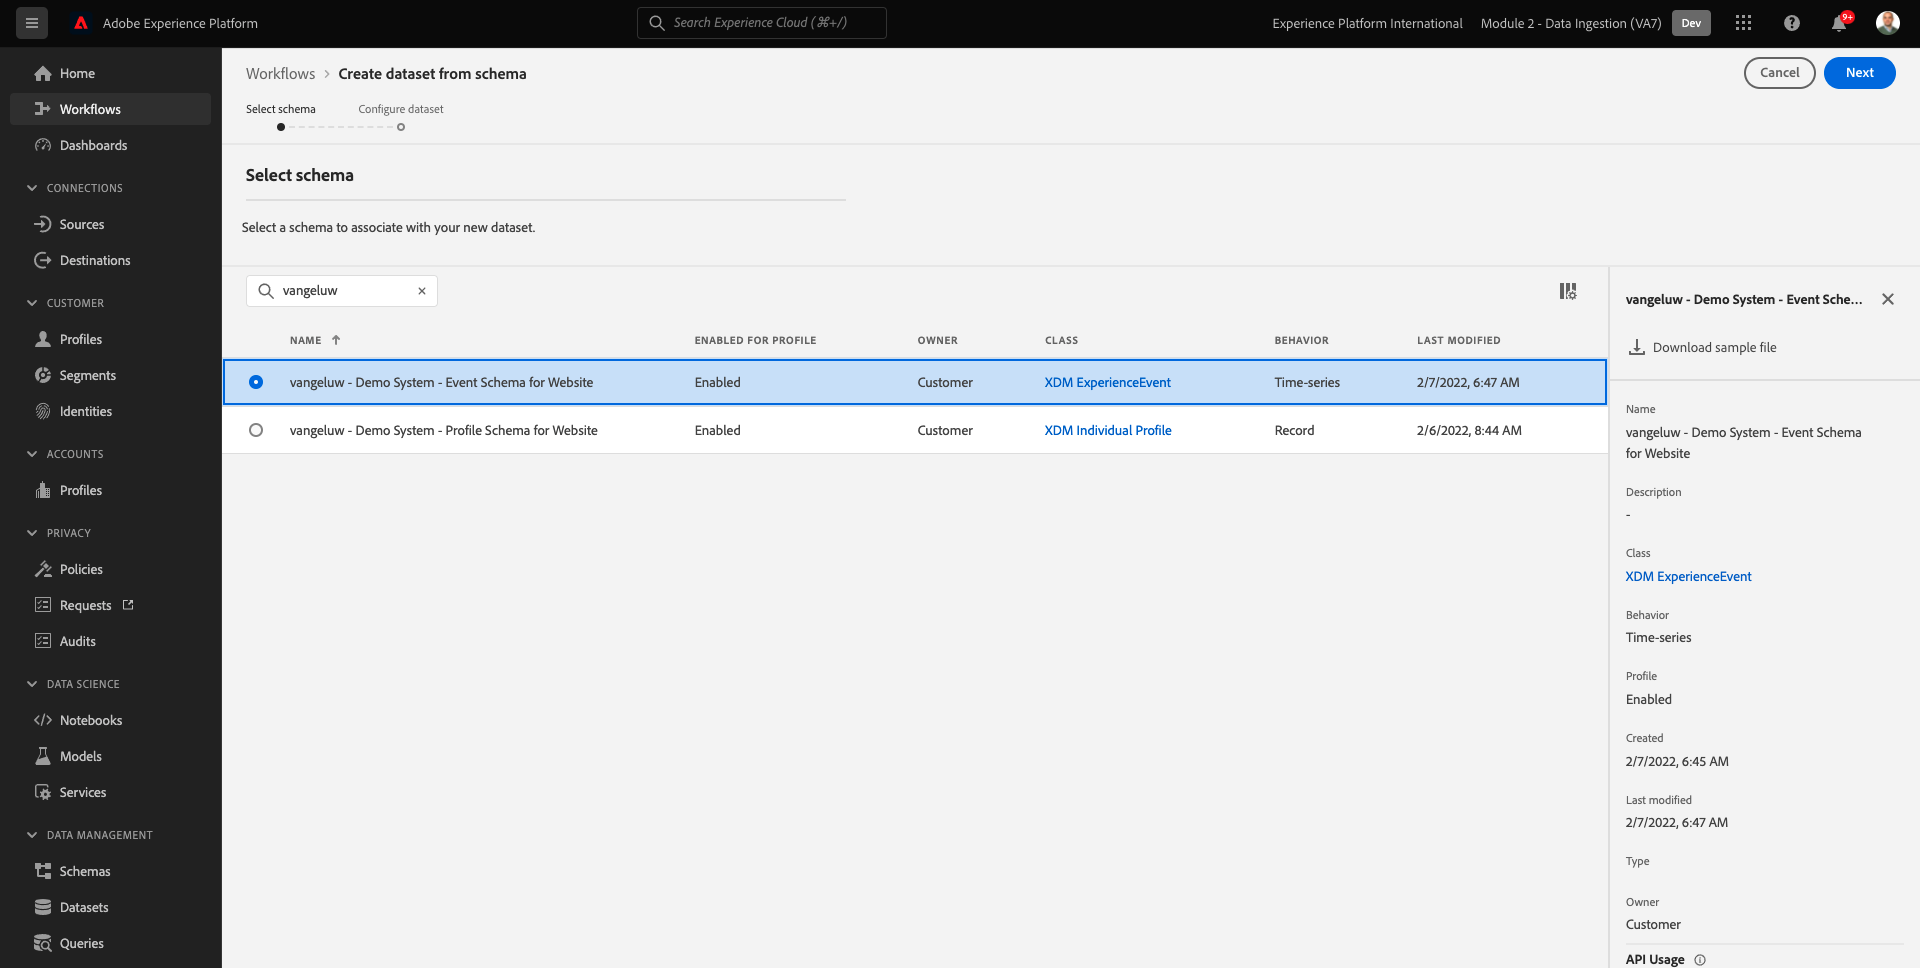 Adobe Experience Platform
Search Experience Cloud (⌘+/)
Experience Platform International
Module 2 - Data Ingestion (VA7)
Dev
9+
Home
Workflows
Dashboards
CONNECTIONS
Sources
Destinations
CUSTOMER
Profiles
Segments
Identities
ACCOUNTS
Profiles
PRIVACY
Policies
Requests
Audits
DATA SCIENCE
Notebooks
Models
Services
DATA MANAGEMENT
Schemas
Datasets
Queries
Workflows > Create dataset from schema
Cancel
Next
Select schema
Configure dataset
Select schema
Select a schema to associate with your new dataset.
vangeluw
NAME ENABLED FOR PROFILE OWNER CLASS BEHAVIOR LAST MODIFIED
vangeluw - Demo System - Event Schema for Website Enabled Customer XDM ExperienceEvent Time-series 2/7/2022, 6:47 AM
vangeluw - Demo System - Profile Schema for Website Enabled Customer XDM Individual Profile Record 2/6/2022, 8:44 AM
vangeluw - Demo System - Event Sche...
Download sample file
Name
vangeluw - Demo System - Event Schema
for Website
Description
-
Class
XDM ExperienceEvent
Behavior
Time-series
Profile
Enabled
Created
2/7/2022, 6:45 AM
Last modified
2/7/2022, 6:47 AM
Type
Owner
Customer
API Usage